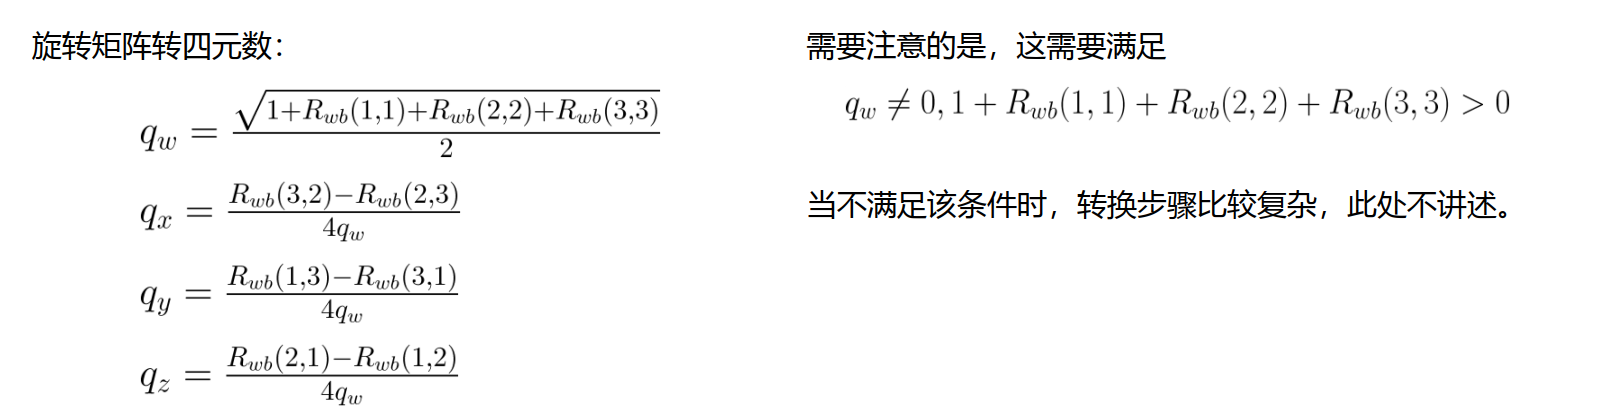 旋转矩阵转四元数：
q_w = \frac{\sqrt{1+R_{wb}(1,1)+R_{wb}(2,2)+R_{wb}(3,3)}}{2}
q_x = \frac{R_{wb}(3,2)-R_{wb}(2,3)}{4q_w}
q_y = \frac{R_{wb}(1,3)-R_{wb}(3,1)}{4q_w}
q_z = \frac{R_{wb}(2,1)-R_{wb}(1,2)}{4q_w}
需要注意的是，这需要满足
q_w \neq 0, 1 + R_{wb}(1,1) + R_{wb}(2,2) + R_{wb}(3,3) > 0
当不满足该条件时，转换步骤比较复杂，此处不讲述。